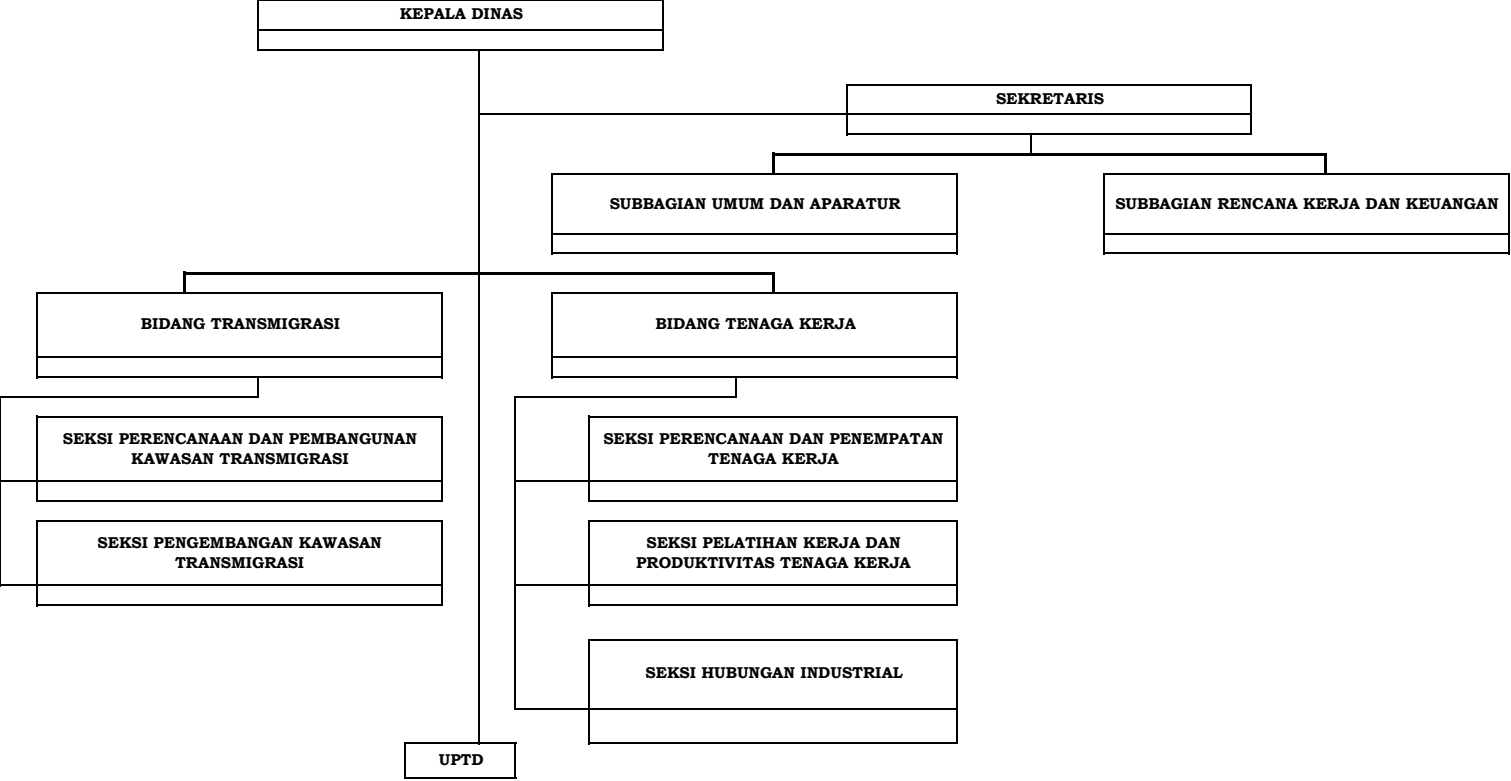 KEPALA DINAS
SEKRETARIS
SUBBAGIAN UMUM DAN APARATUR
SUBBAGIAN RENCANA KERJA DAN KEUANGAN
BIDANG TRANSMIGRASI
BIDANG TENAGA KERJA
SEKSI PERENCANAAN DAN PEMBANGUNAN
KAWASAN TRANSMIGRASI
SEKSI PERENCANAAN DAN PENEMPATAN
TENAGA KERJA
SEKSI PENGEMBANGAN KAWASAN
TRANSMIGRASI
SEKSI PELATIHAN KERJA DAN
PRODUKTIVITAS TENAGA KERJA
SEKSI HUBUNGAN INDUSTRIAL
UPTD